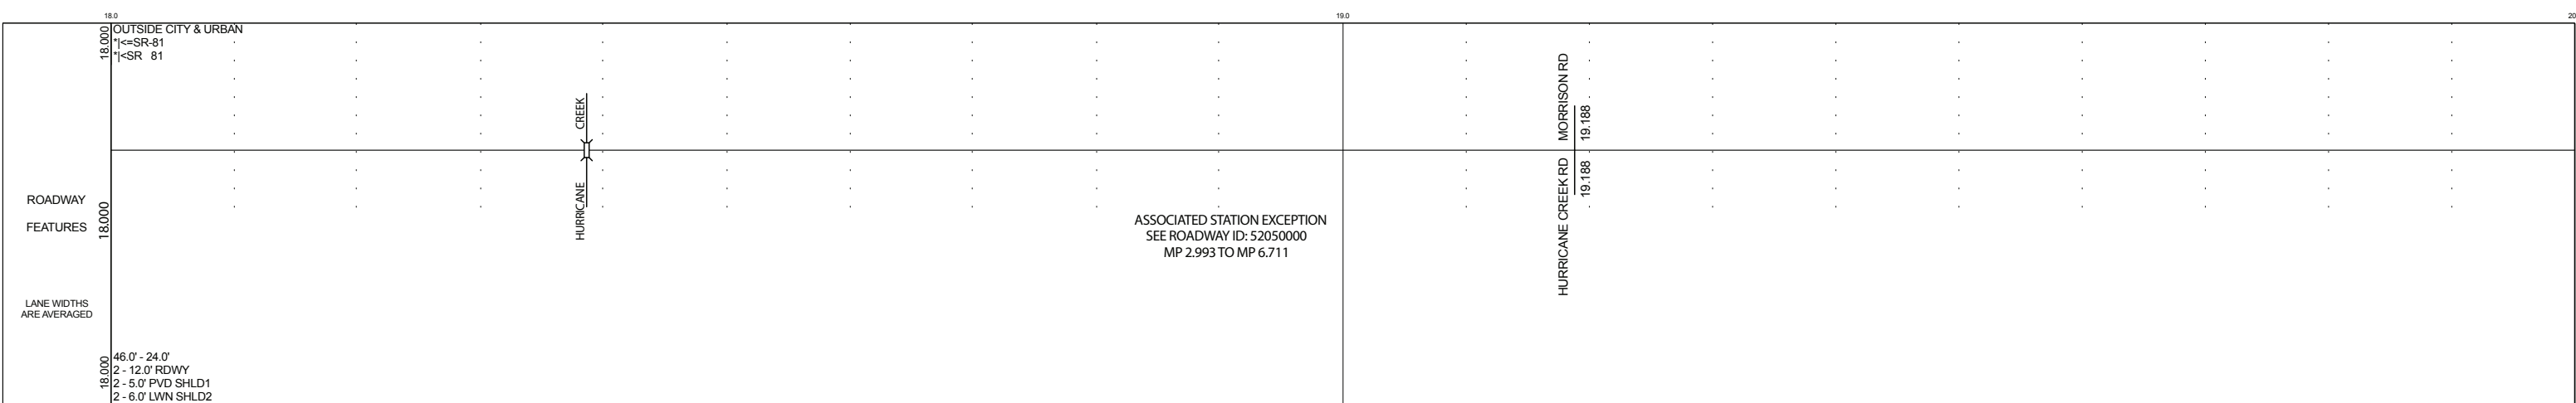 18.0
19.0
20
18.000
OUTSIDE CITY & URBAN
*|<=SR-81
*|<SR 81
CREEK
HURRICANE
MORRISON RD
19.188
HURRICANE CREEK RD
19.188
ROADWAY
FEATURES
18.000
ASSOCIATED STATION EXCEPTION
SEE ROADWAY ID: 52050000
MP 2.993 TO MP 6.711
LANE WIDTHS
ARE AVERAGED
18.000
46.0' - 24.0'
2 - 12.0' RDWY
2 - 5.0' PVD SHLD1
2 - 6.0' LWN SHLD2